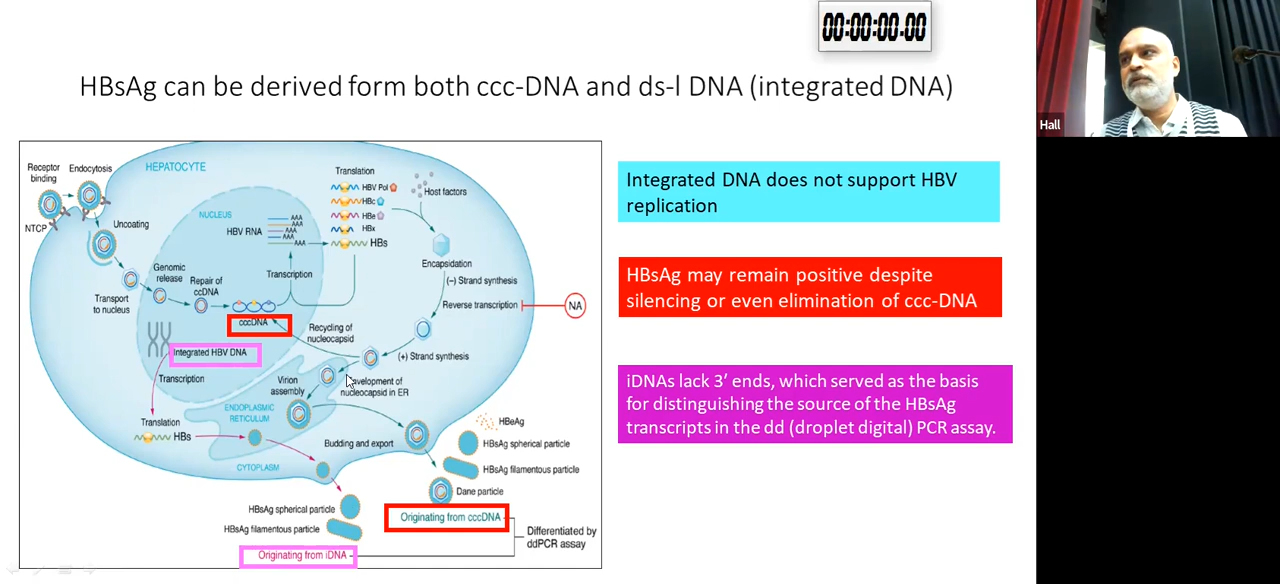 00:00:00.00
Hall
HBsAg can be derived form both ccc-DNA and ds-l DNA (integrated DNA)
Receptor
binding
Endocytosis
HEPATOCYTE
NTCP
Uncoating
Transport
to nucleus
Genomic
release
Repair of
ccDNA
NUCLEUS
HBV RNA
AAA
AAA
AAA
AAA
AAA
Transcription
cccDNA
Translation
HBV Pol
HBc
HBe
HBx
HBs
Host factors
Encapsidation
(–) Strand synthesis
Reverse transcription
NA
(+) Strand synthesis
Recycling of
nucleocapsid
Integrated HBV DNA
Transcription
Translation
HBs
Virion
assembly
ENDOPLASMIC
RETICULUM
evelopment of
nucleocapsid in ER
Budding and export
CYTOPLASM
HBeAg
HBsAg spherical particle
HBsAg filamentous particle
Dane particle
HBsAg spherical particle
HBsAg filamentous particle
Originating from cccDNA
Originating from iDNA
Differentiated by
ddPCR assay
Integrated DNA does not support HBV
replication
HBsAg may remain positive despite
silencing or even elimination of ccc-DNA
iDNAs lack 3’ ends, which served as the basis
for distinguishing the source of the HBsAg
transcripts in the dd (droplet digital) PCR assay.